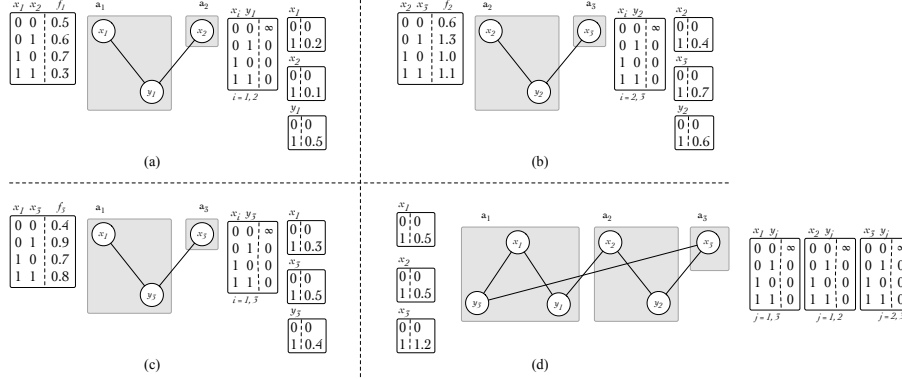 x1 x2 f1
0 0 0.5
0 1 0.6
1 0 0.7
1 1 0.3
a1
a2
x1
x2
y1
xi y1
0 0 ∞
0 1 0
1 0 0
1 1 0
i = 1, 2
x1
0 0
1 0.2
x2
0 0
1 0.1
y1
0 0
1 0.5
(a)
x2 x3 f2
0 0 0.6
0 1 1.3
1 0 1.0
1 1 1.1
a2
a3
x2
x3
y2
xi y2
0 0 ∞
0 1 0
1 0 0
1 1 0
i = 2, 3
x2
0 0
1 0.4
x3
0 0
1 0.7
y2
0 0
1 0.6
(b)
x1 x3 f3
0 0 0.4
0 1 0.9
1 0 0.7
1 1 0.8
a1
a3
x1
x3
y3
xi y3
0 0 ∞
0 1 0
1 0 0
1 1 0
i = 1, 3
x1
0 0
1 0.3
x3
0 0
1 0.5
y3
0 0
1 0.4
(c)
x1
0 0
1 0.5
x2
0 0
1 0.5
x3
0 0
1 1.2
a1
a2
a3
x1
x2
x3
y3
y1
y2
x1 yj
0 0 ∞
0 1 0
1 0 0
1 1 0
j = 1, 3
x2 yj
0 0 ∞
0 1 0
1 0 0
1 1 0
j = 1, 2
x3 yj
0 0 ∞
0 1 0
1 0 0
1 1 0
j = 2,
(d)